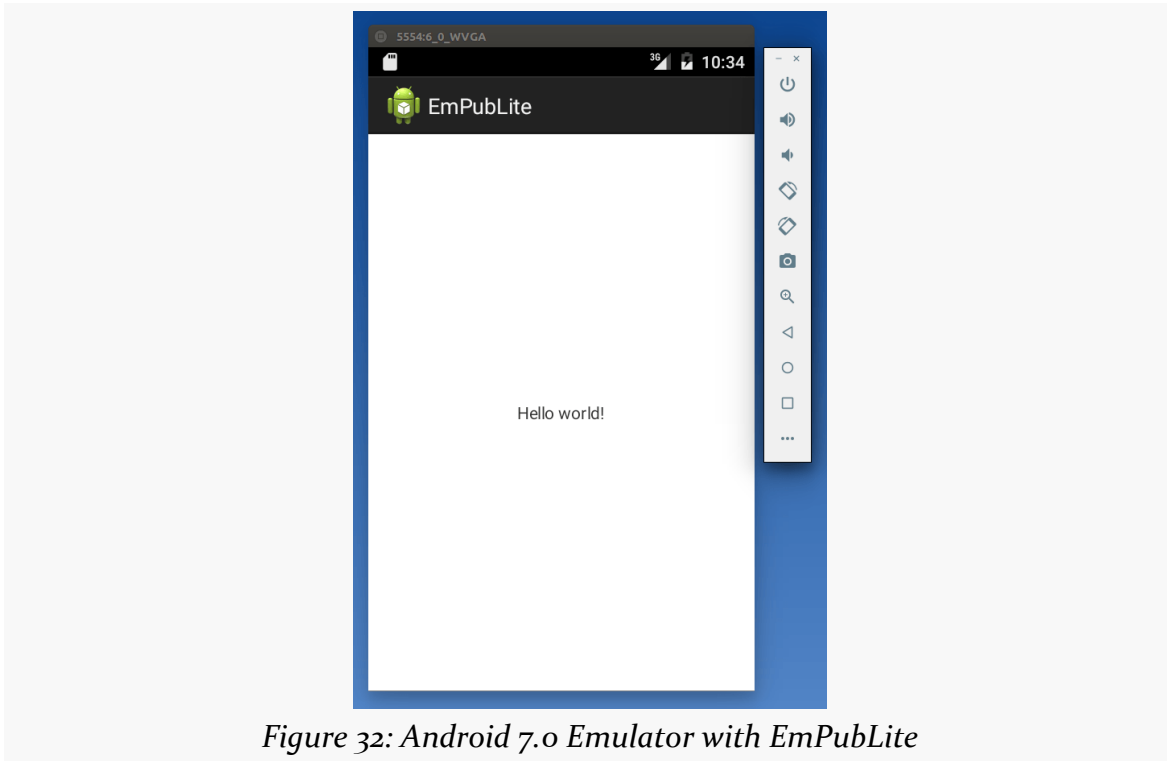 5554:6_0_WVGA
3G 10:34
EmPubLite
Hello world!
Figure 32: Android 7.0 Emulator with EmPubLite